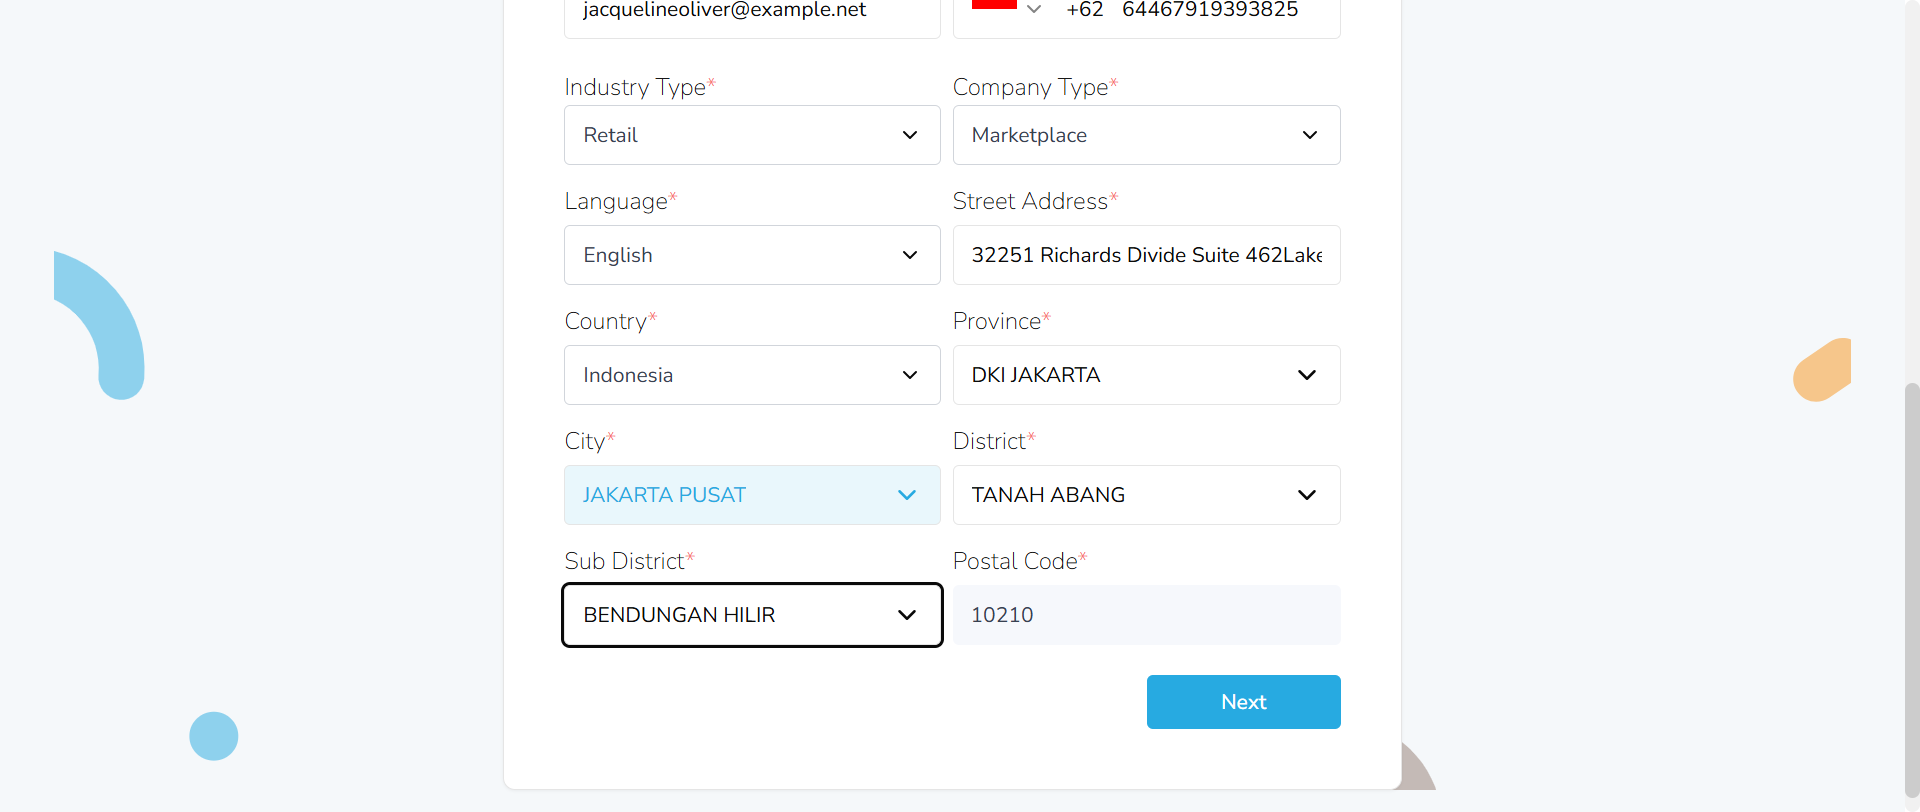 jacquelineoliver@example.net
+62 64467919393825
Industry Type*
Company Type*
Retail
Marketplace
Language*
Street Address*
English
32251 Richards Divide Suite 462Lake
Country*
Province*
Indonesia
DKI JAKARTA
City*
District*
JAKARTA PUSAT
TANAH ABANG
Sub District*
Postal Code*
BENDUNGAN HILIR
10210
Next